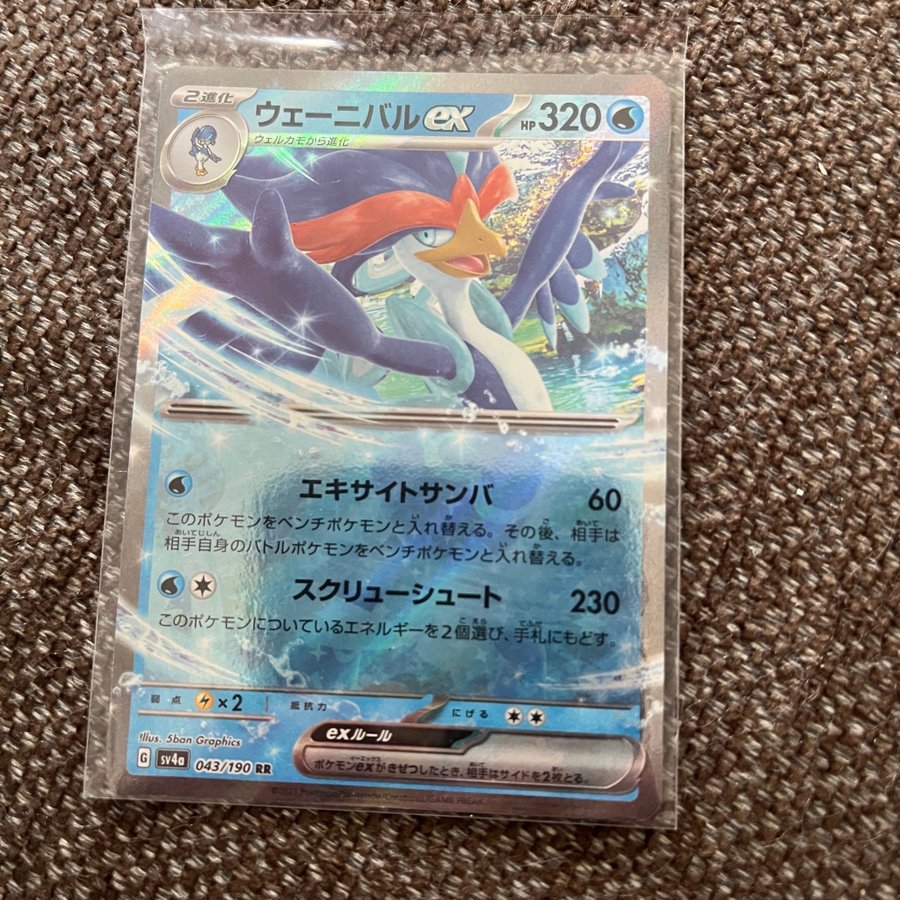 2進化
ウェーニバルex
HP320
ウェルカモから進化
エキサイトサンバ 60
このポケモンをベンチポケモンと入れ替える。その後、相手は
相手自身のバトルポケモンをベンチポケモンと入れ替える。
スクリューシュート 230
このポケモンについているエネルギーを2個選び、手札にもどす。
弱点 ×2 抵抗力 にげる
Illus. 5ban Graphics
exルール
G sv4a 043/190 RR
ポケモンexがきぜつしたとき、相手はサイドを2枚とる。
©2023 Pokémon/Nintendo/Creatures/GAME FREAK